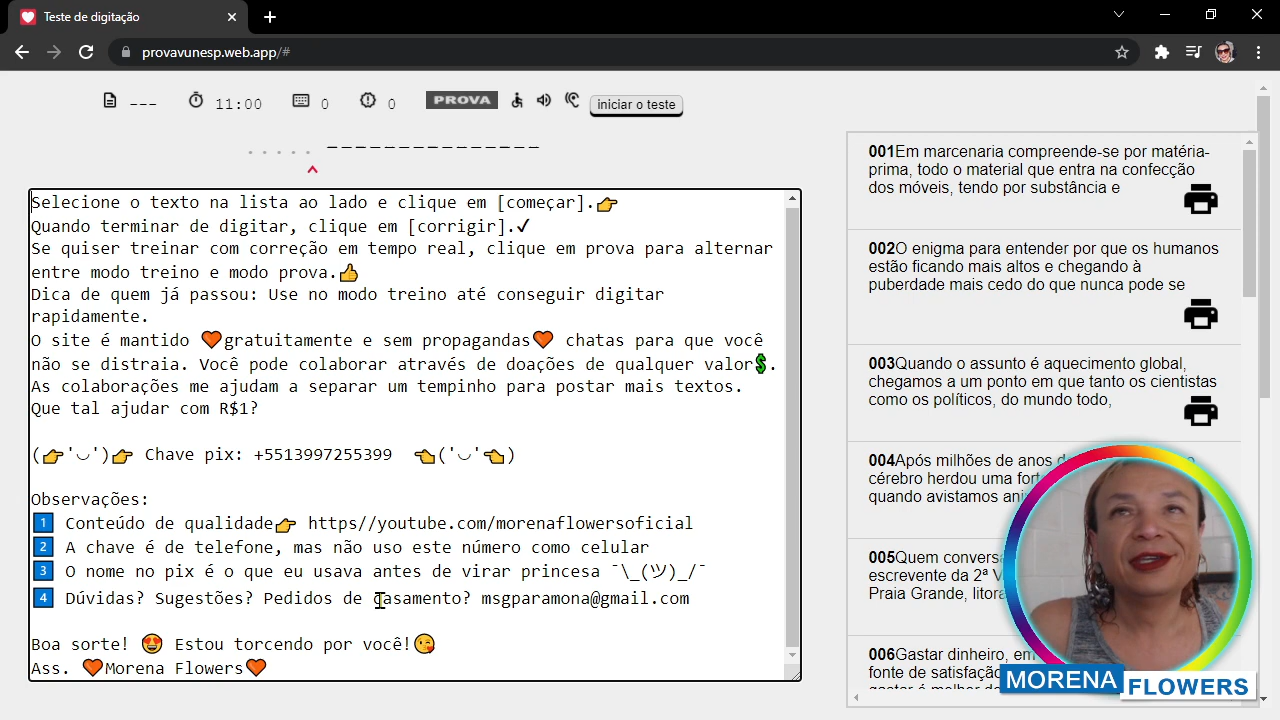 Teste de digitação
provavunesp.web.app/#
--- 11:00 0 0 PROVA iniciar o teste
Selecione o texto na lista ao lado e clique em [começar].👉
Quando terminar de digitar, clique em [corrigir].✔
Se quiser treinar com correção em tempo real, clique em prova para alternar
entre modo treino e modo prova.👍
Dica de quem já passou: Use no modo treino até conseguir digitar
rapidamente.
O site é mantido 🧡gratuitamente e sem propagandas🧡 chatas para que você
não se distraia. Você pode colaborar através de doações de qualquer valor💲.
As colaborações me ajudam a separar um tempinho para postar mais textos.
Que tal ajudar com R$1?
(👉'◡')👉 Chave pix: +5513997255399 👈('◡'👈)
Observações:
1 Conteúdo de qualidade👉 https//youtube.com/morenaflowersoficial
2 A chave é de telefone, mas não uso este número como celular
3 O nome no pix é o que eu usava antes de virar princesa ¯\_(ツ)_/¯
4 Dúvidas? Sugestões? Pedidos de casamento? msgparamona@gmail.com
Boa sorte! 😍 Estou torcendo por você!😘
Ass. 🧡Morena Flowers🧡
001Em marcenaria compreende-se por matéria-
prima, todo o material que entra na confecção
dos móveis, tendo por substância e
002O enigma para entender por que os humanos
estão ficando mais altos e chegando à
puberdade mais cedo do que nunca pode se
003Quando o assunto é aquecimento global,
chegamos a um ponto em que tanto os cientistas
como os políticos, do mundo todo,
004Após milhões de anos
cérebro herdou uma
quando avistamos
005Quem
escrevente da 2ª
Praia Grande,
006Gastar dinheiro, em
fonte de
MORENA FLOWERS